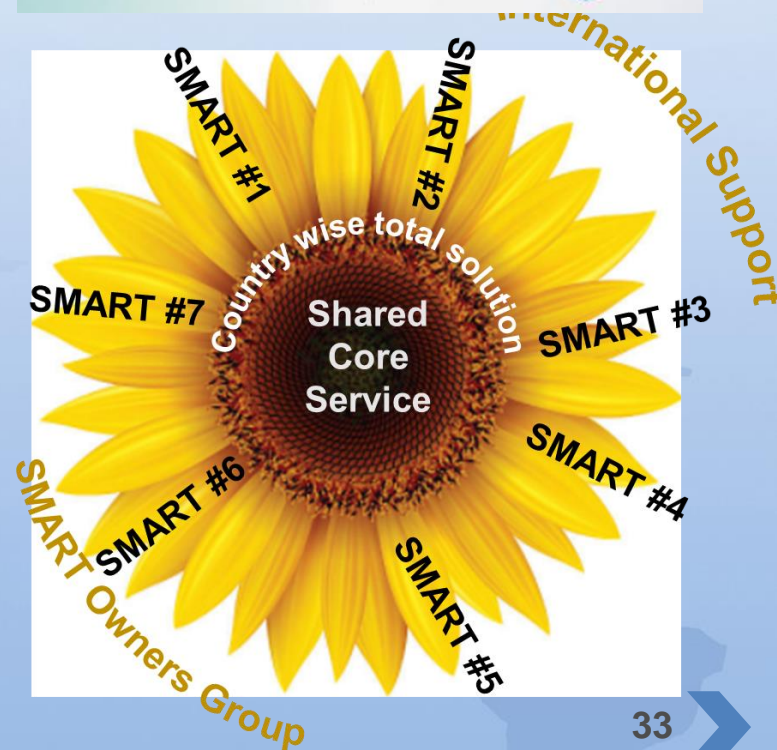 International Support
SMART #1
SMART #2
Country wise total solution
SMART #7
Shared
Core
Service
SMART #3
SMART #4
SMART #6
SMART #5
SMART Owners Group
33